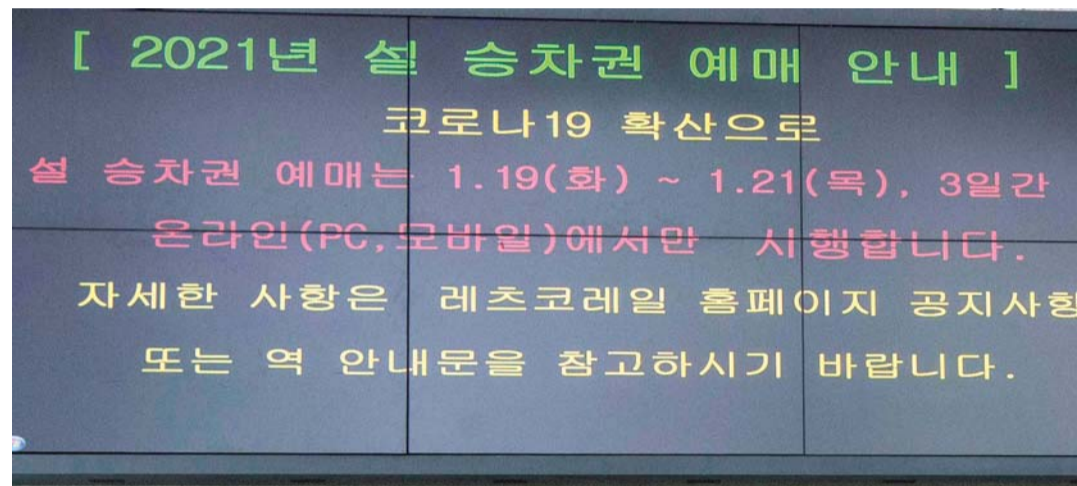 [ 2021년 설 승차권 예매 안내 ]
코로나19 확산으로
설 승차권 예매는 1.19(화) ~ 1.21(목), 3일간
온라인(PC,모바일)에서만 시행합니다.
자세한 사항은 레츠코레일 홈페이지 공지사항
또는 역 안내문을 참고하시기 바랍니다.